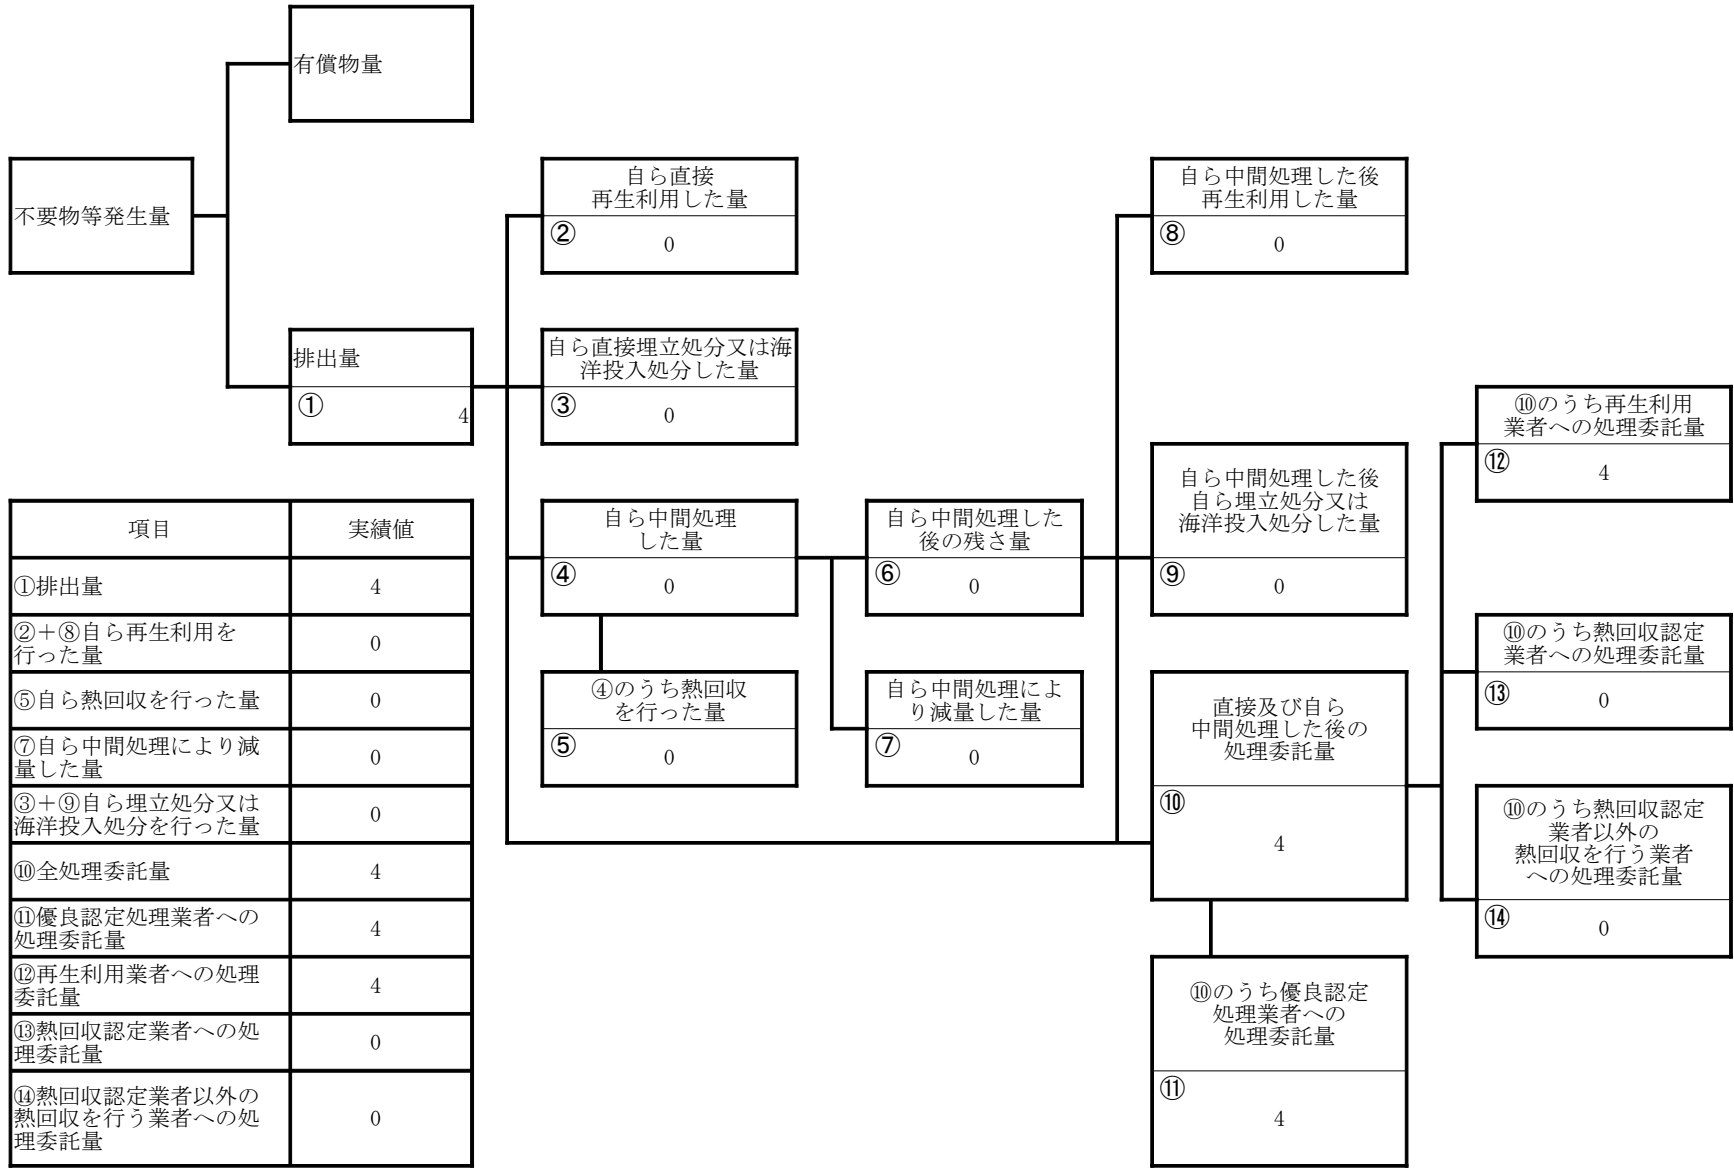 有償物量
不要物等発生量
排出量
①
4
自ら直接
再生利用した量
②
0
自ら直接埋立処分又は海
洋投入処分した量
③
0
自ら中間処理
した量
④
0
④のうち熱回収
を行った量
⑤
0
自ら中間処理した
後の残さ量
⑥
0
自ら中間処理によ
り減量した量
⑦
0
自ら中間処理した後
再生利用した量
⑧
0
自ら中間処理した後
自ら埋立処分又は
海洋投入処分した量
⑨
0
直接及び自ら
中間処理した後の
処理委託量
⑩
4
⑩のうち優良認定
処理業者への
処理委託量
⑪
4
⑩のうち再生利用
業者への処理委託量
⑫
4
⑩のうち熱回収認定
業者への処理委託量
⑬
0
⑩のうち熱回収認定
業者以外の
熱回収を行う業者
への処理委託量
⑭
0
項目 実績値
①排出量 4
②+⑧自ら再生利用を
行った量 0
⑤自ら熱回収を行った量 0
⑦自ら中間処理により減
量した量 0
③+⑨自ら埋立処分又は
海洋投入処分を行った量 0
⑩全処理委託量 4
⑪優良認定処理業者への
処理委託量 4
⑫再生利用業者への処理
委託量 4
⑬熱回収認定業者への処
理委託量 0
⑭熱回収認定業者以外の
熱回収を行う業者への処
理委託量 0